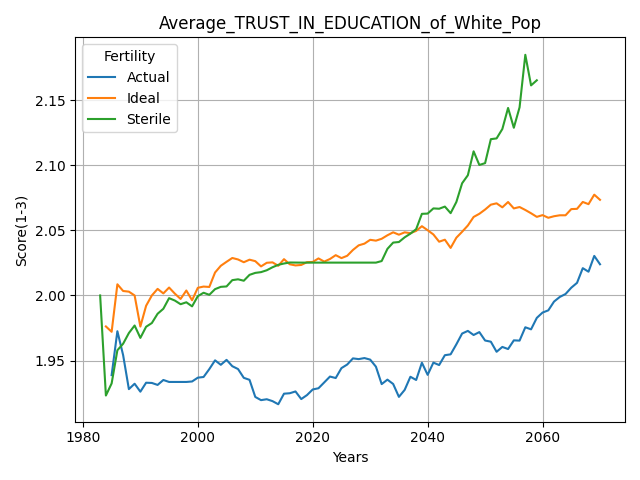 Average_TRUST_IN_EDUCATION_of_White_Pop
Fertility
Actual
Ideal
Sterile
Score(1-3)
2.15
2.10
2.05
2.00
1.95
1980
2000
2020
2040
2060
Years